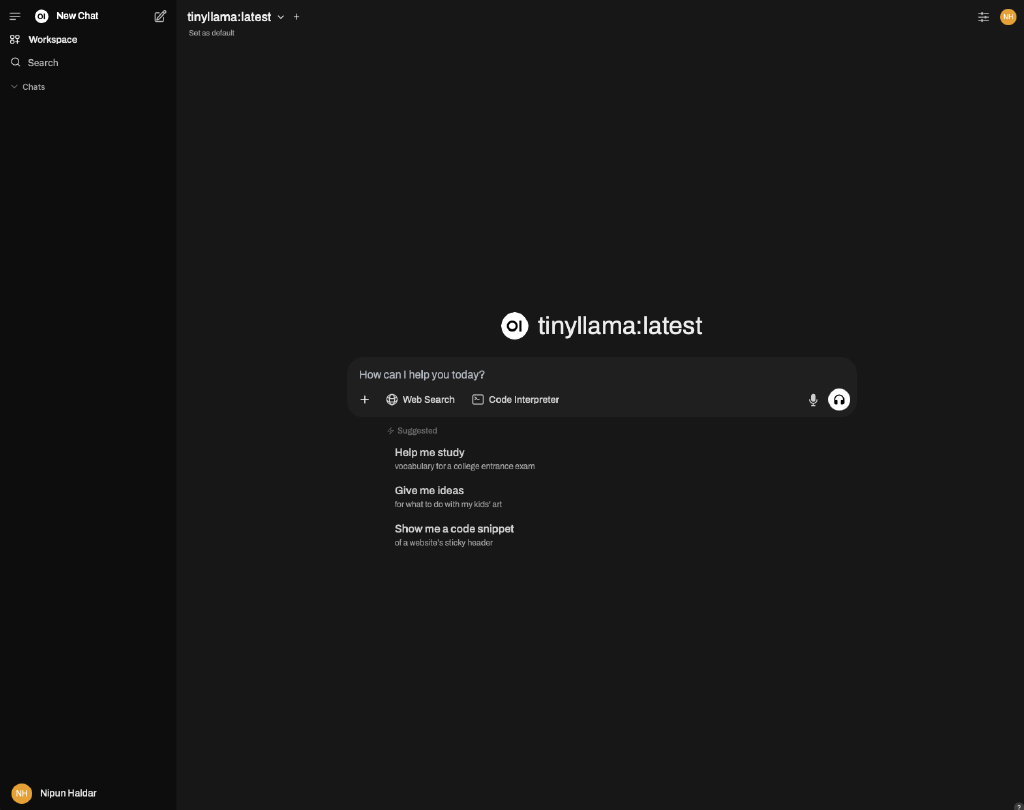 OI New Chat
Workspace
Search
Chats
tinyllama:latest
Set as default
NH
OI tinyllama:latest
How can I help you today?
Web Search Code Interpreter
Suggested
Help me study
vocabulary for a college entrance exam
Give me ideas
for what to do with my kids' art
Show me a code snippet
of a website's sticky header
NH Nipun Haldar
?